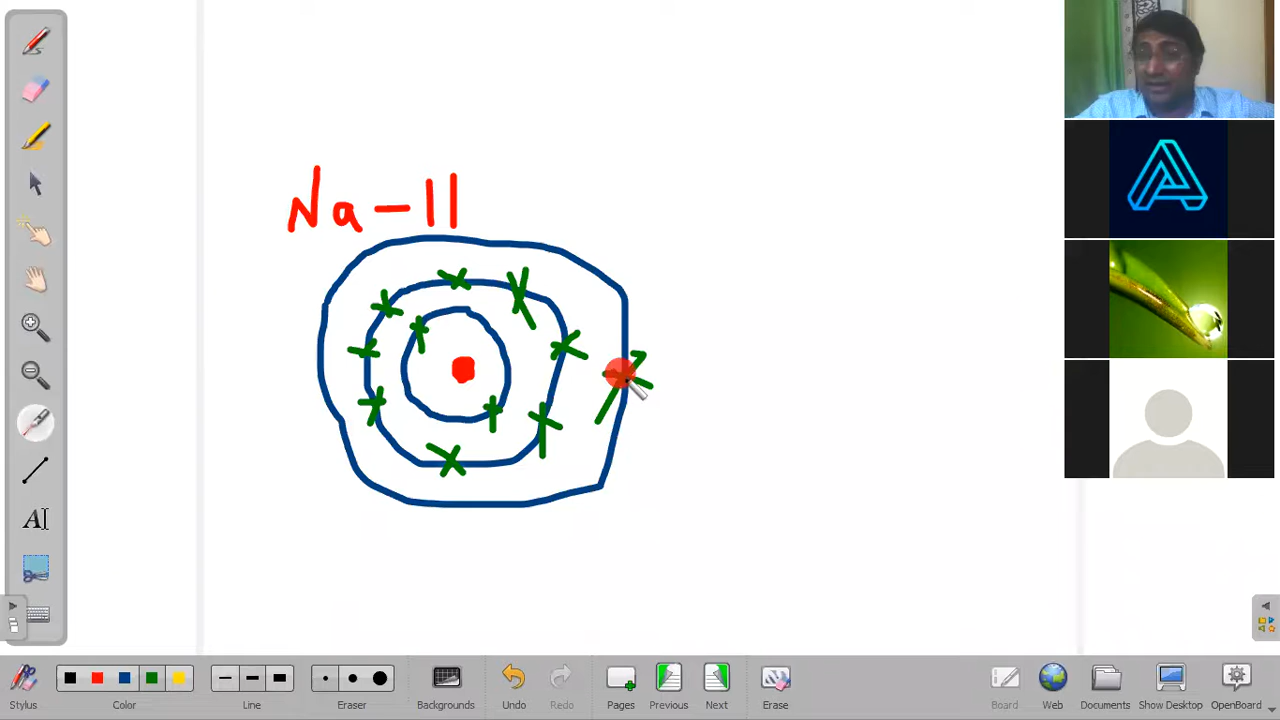 Na - 11
AI
Stylus
Color
Line
Eraser
Backgrounds
Undo
Redo
Pages
Previous
Next
Erase
Board
Web
Documents
Show Desktop
OpenBoard